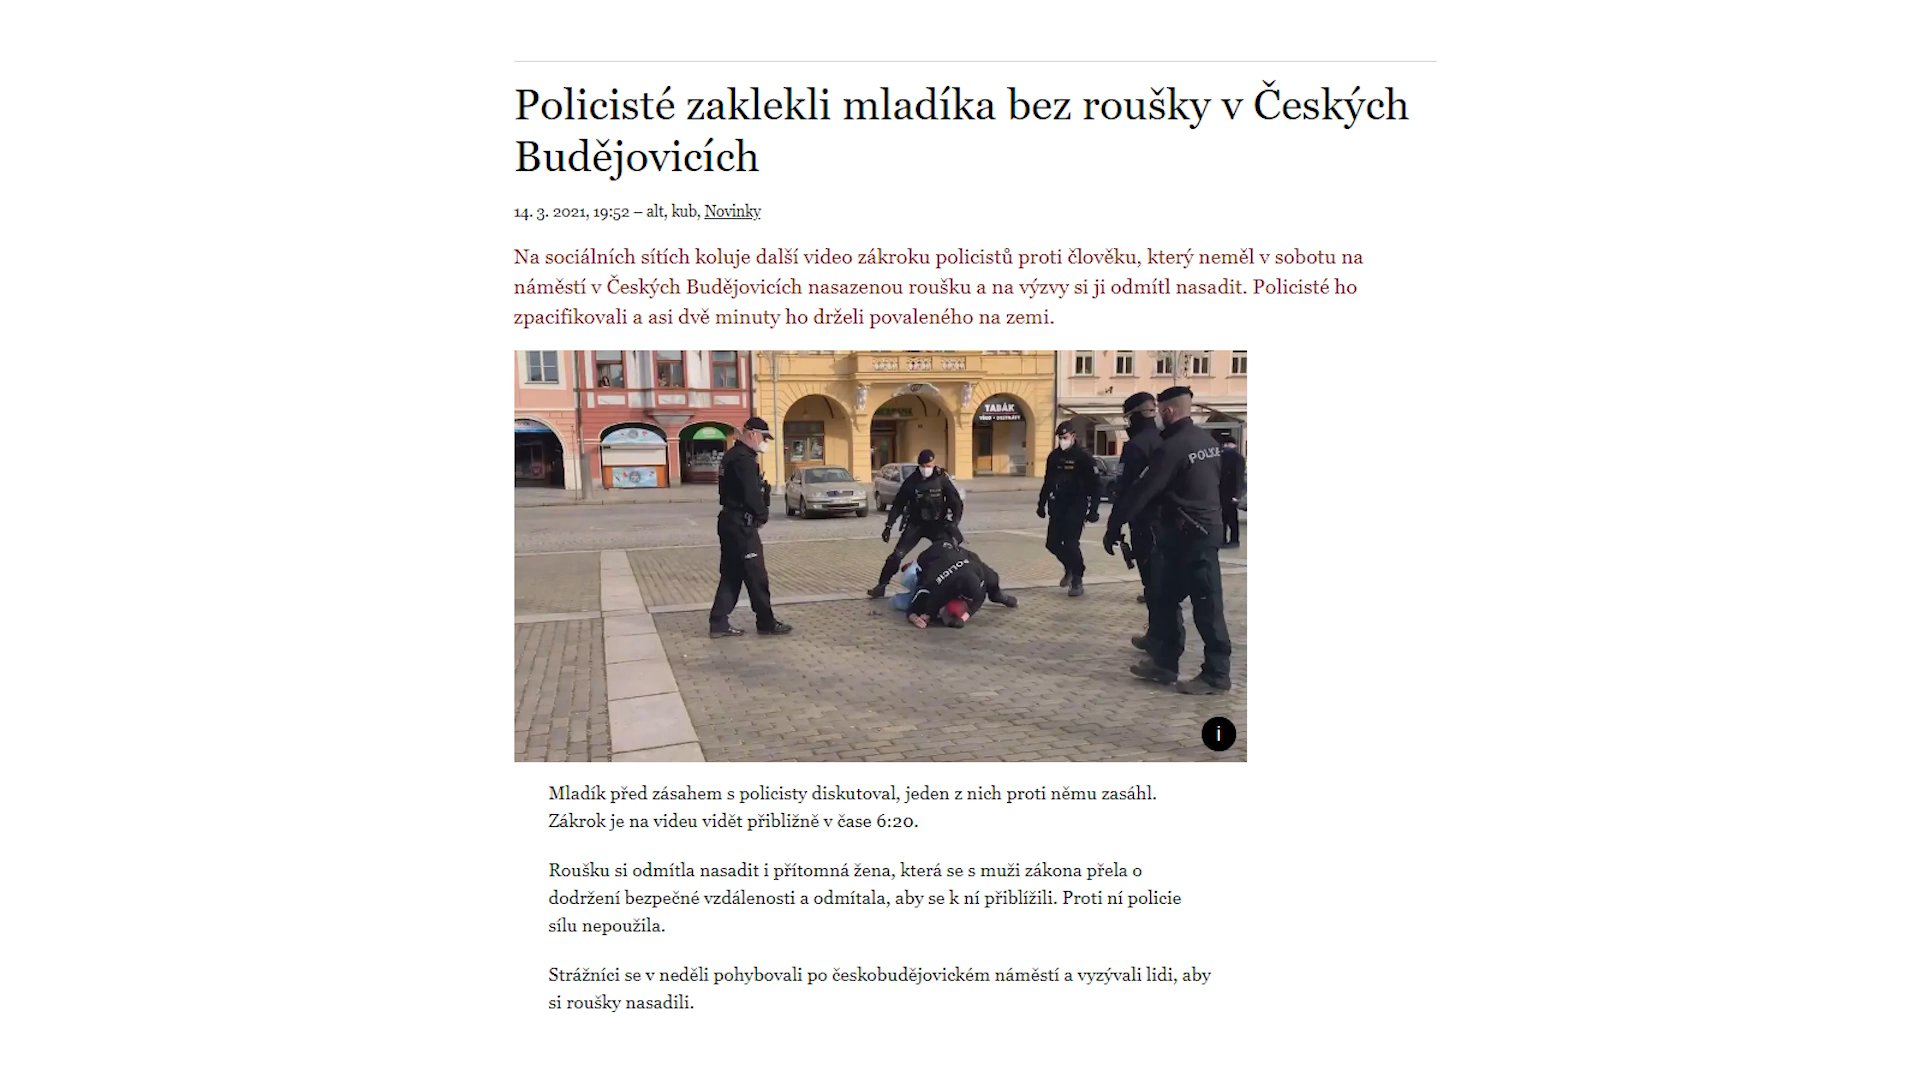 Policisté zaklekli mladíka bez roušky v Českých
Budějovicích
14. 3. 2021, 19:52 – alt, kub, Novinky
Na sociálních sítích koluje další video zákroku policistů proti člověku, který neměl v sobotu na
náměstí v Českých Budějovicích nasazenou roušku a na výzvy si ji odmítl nasadit. Policisté ho
zpacifikovali a asi dvě minuty ho drželi povaleného na zemi.
TABÁK
POLICIE
POLICIE
i
Mladík před zásahem s policisty diskutoval, jeden z nich proti němu zasáhl.
Zákrok je na videu vidět přibližně v čase 6:20.
Roušku si odmítla nasadit i přítomná žena, která se s muži zákona přela o
dodržení bezpečné vzdálenosti a odmítala, aby se k ní přiblížili. Proti ní policie
sílu nepoužila.
Strážníci se v neděli pohybovali po českobudějovickém náměstí a vyzývali lidi, aby
si roušky nasadili.